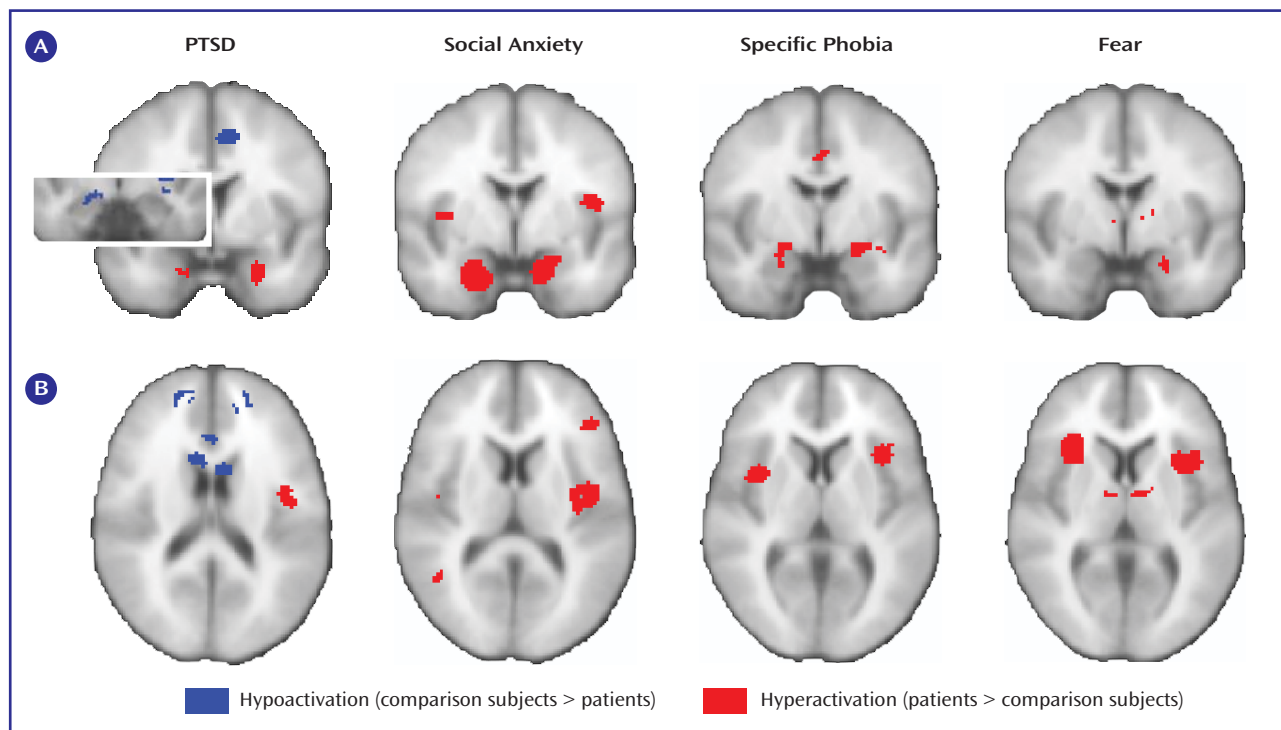 A
PTSD
Social Anxiety
Specific Phobia
Fear
B
Hypoactivation (comparison subjects > patients)
Hyperactivation (patients > comparison subjects)